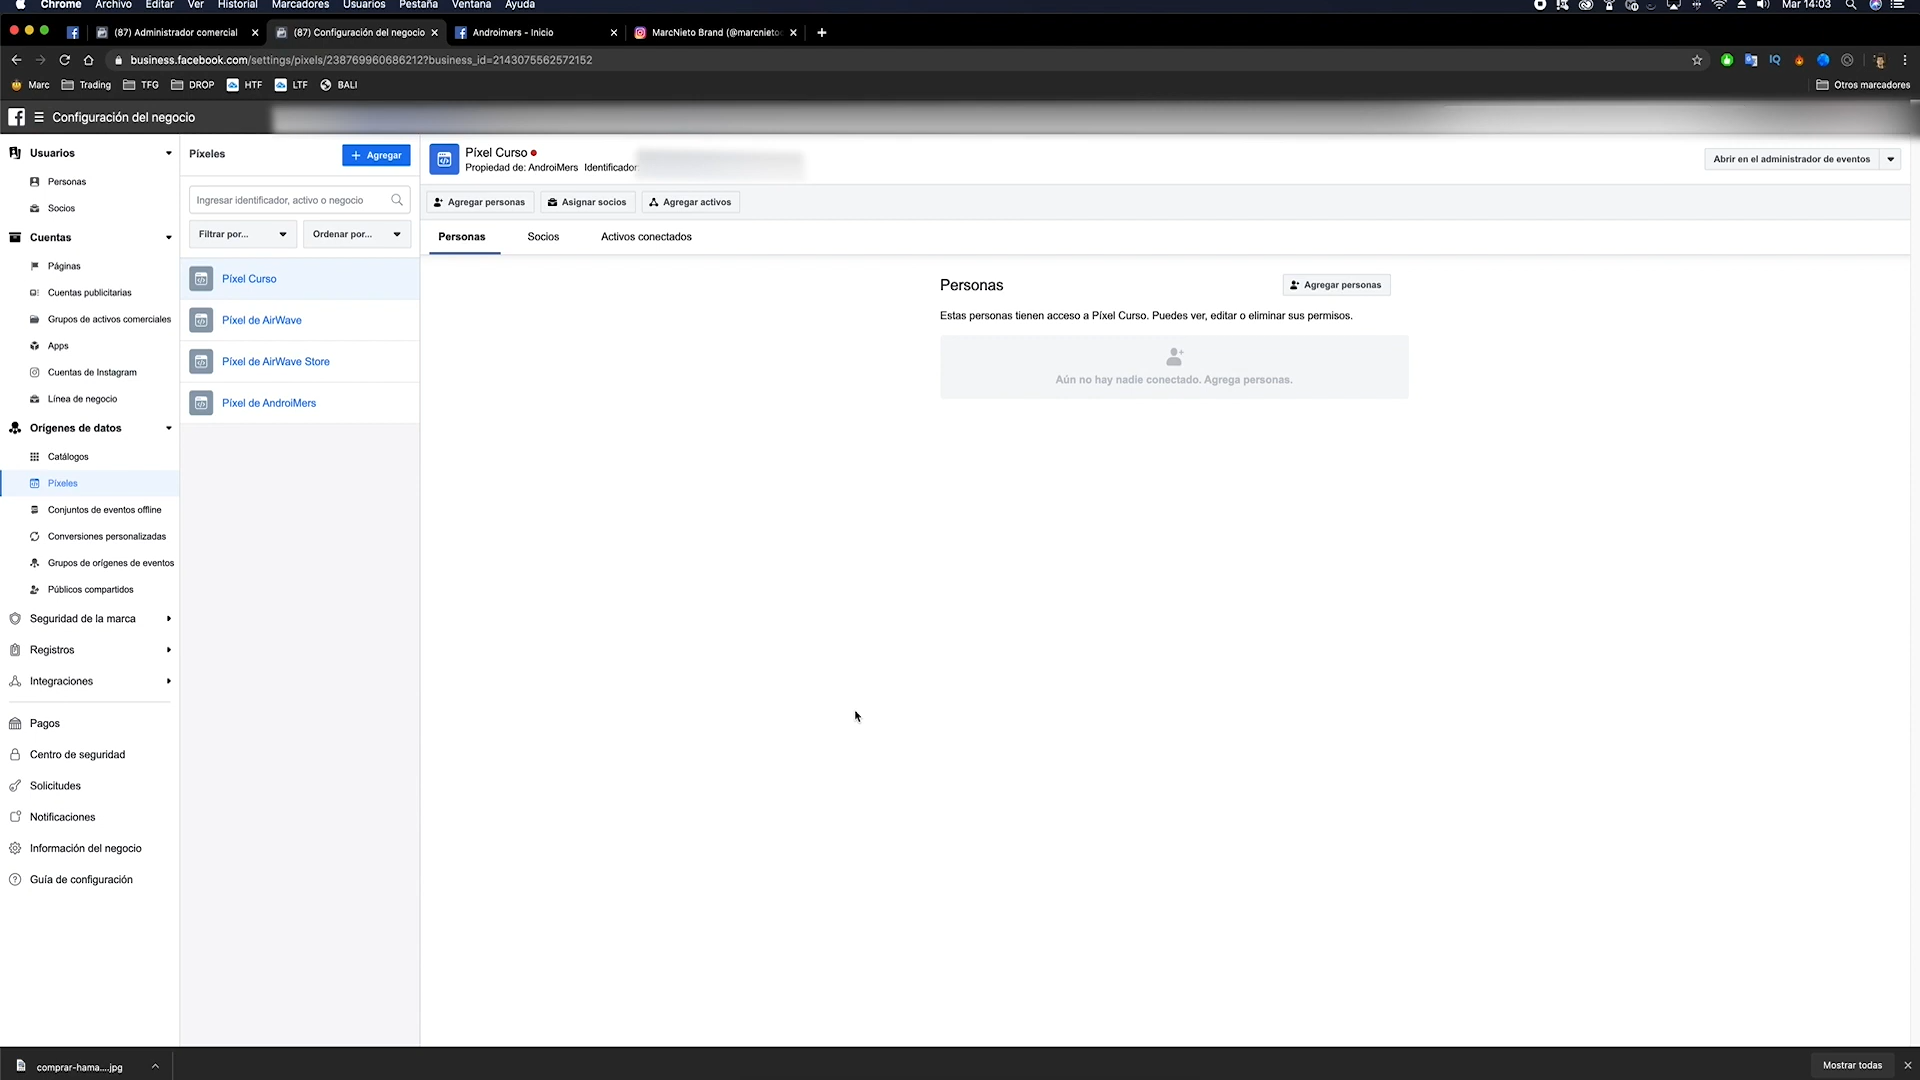 Chrome Archivo Editar Ver Historial Marcadores Usuarios Pestaña Ventana Ayuda Mar 14:03
(87) Administrador comercial (87) Configuración del negocio Androimers - Inicio MarcNieto Brand (@marcnieto
business.facebook.com/settings/pixels/238769960686212?business_id=2143075562572152
Marc Trading TFG DROP HTF LTF BALI Otros marcadores
Configuración del negocio
Usuarios
Personas
Socios
Cuentas
Páginas
Cuentas publicitarias
Grupos de activos comerciales
Apps
Cuentas de Instagram
Línea de negocio
Orígenes de datos
Catálogos
Píxeles
Conjuntos de eventos offline
Conversiones personalizadas
Grupos de orígenes de eventos
Públicos compartidos
Seguridad de la marca
Registros
Integraciones
Pagos
Centro de seguridad
Solicitudes
Notificaciones
Información del negocio
Guía de configuración
Píxeles
+ Agregar
Ingresar identificador, activo o negocio
Filtrar por... Ordenar por...
Píxel Curso
Píxel de AirWave
Píxel de AirWave Store
Píxel de AndroiMers
Píxel Curso
Propiedad de: AndroiMers Identificador:
Abrir en el administrador de eventos
Agregar personas Asignar socios Agregar activos
Personas Socios Activos conectados
Personas
Agregar personas
Estas personas tienen acceso a Píxel Curso. Puedes ver, editar o eliminar sus permisos.
Aún no hay nadie conectado. Agrega personas.
comprar-hama....jpg
Mostrar todas